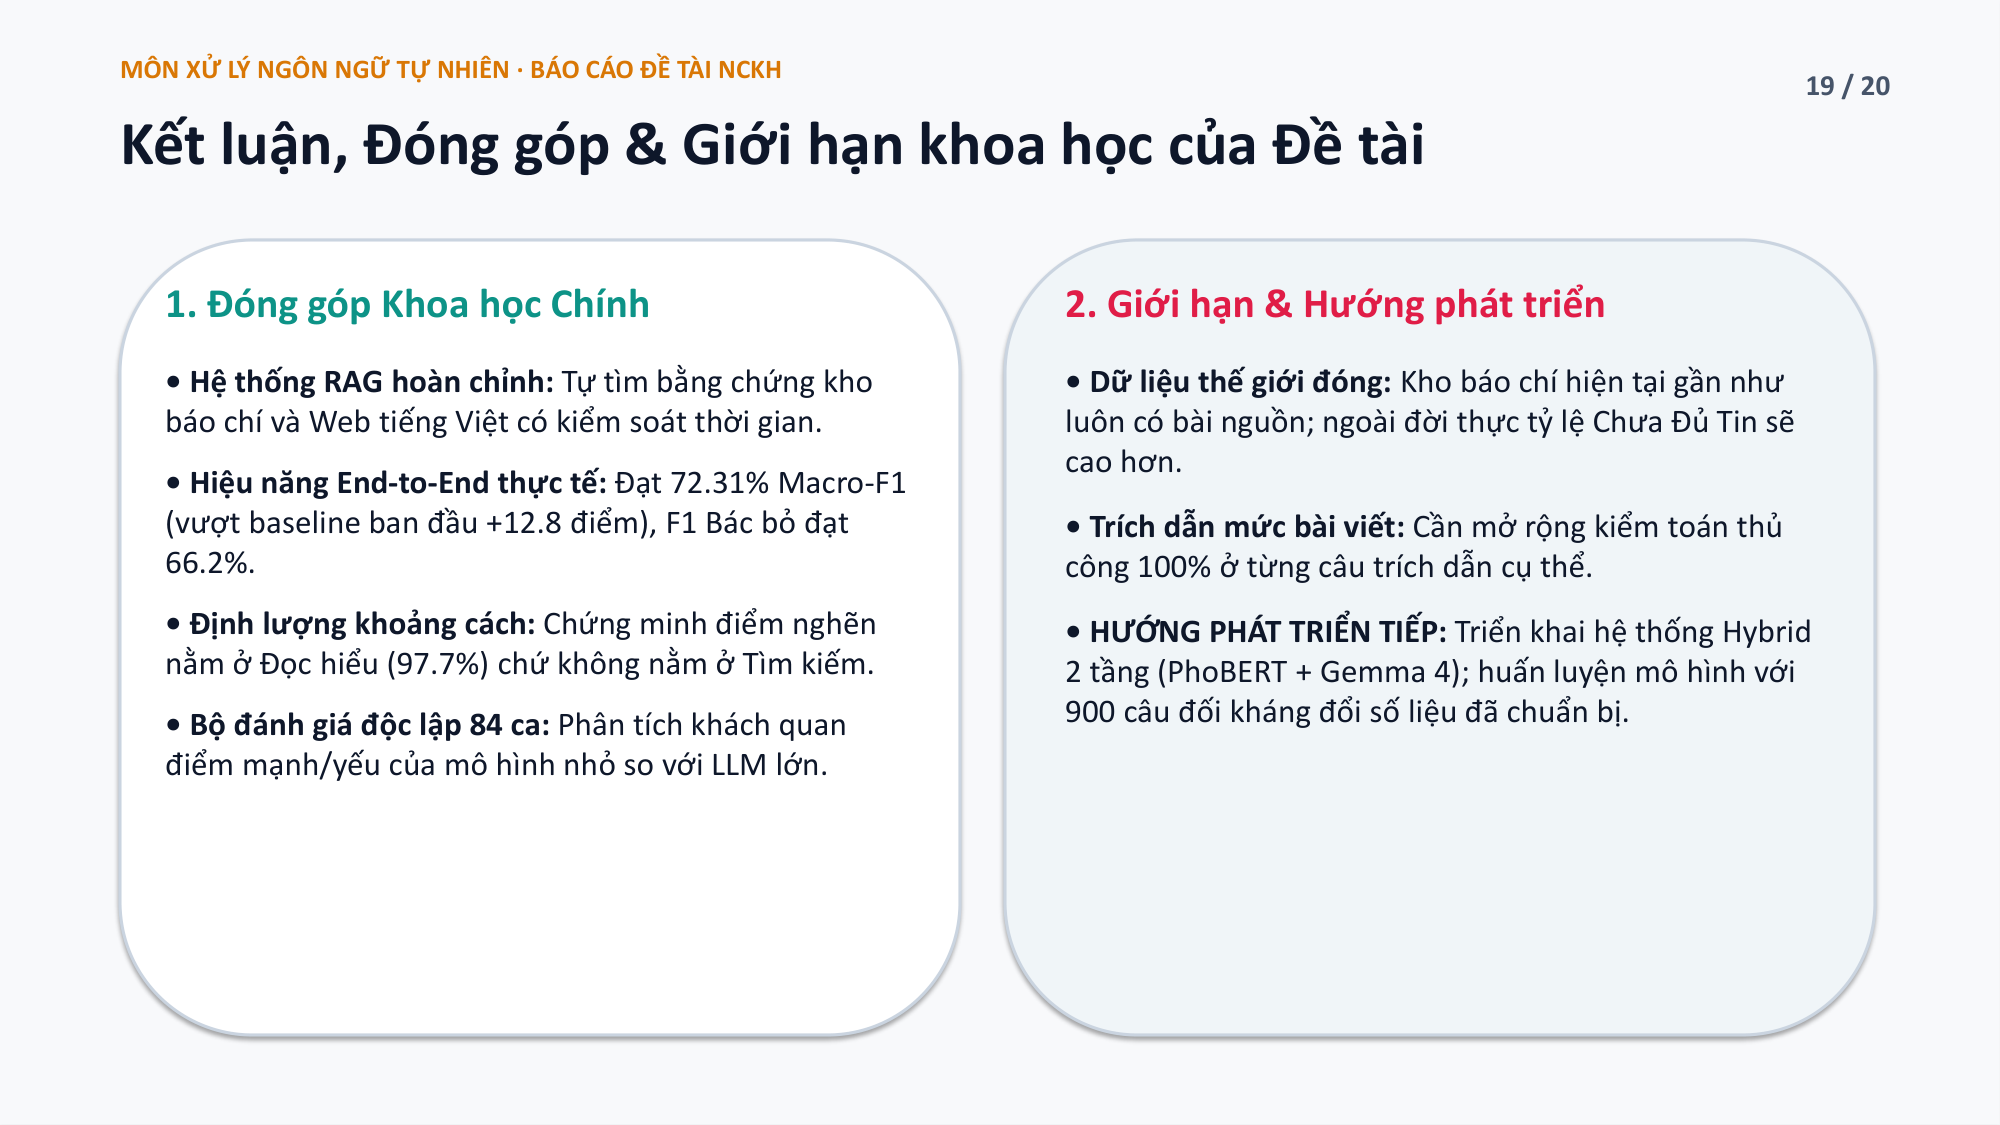 MÔN XỬ LÝ NGÔN NGỮ TỰ NHIÊN · BÁO CÁO ĐỀ TÀI NCKH
19 / 20
Kết luận, Đóng góp & Giới hạn khoa học của Đề tài
1. Đóng góp Khoa học Chính
• Hệ thống RAG hoàn chỉnh: Tự tìm bằng chứng kho
báo chí và Web tiếng Việt có kiểm soát thời gian.
• Hiệu năng End-to-End thực tế: Đạt 72.31% Macro-F1
(vượt baseline ban đầu +12.8 điểm), F1 Bác bỏ đạt
66.2%.
• Định lượng khoảng cách: Chứng minh điểm nghẽn
nằm ở Đọc hiểu (97.7%) chứ không nằm ở Tìm kiếm.
• Bộ đánh giá độc lập 84 ca: Phân tích khách quan
điểm mạnh/yếu của mô hình nhỏ so với LLM lớn.
2. Giới hạn & Hướng phát triển
• Dữ liệu thế giới đóng: Kho báo chí hiện tại gần như
luôn có bài nguồn; ngoài đời thực tỷ lệ Chưa Đủ Tin sẽ
cao hơn.
• Trích dẫn mức bài viết: Cần mở rộng kiểm toán thủ
công 100% ở từng câu trích dẫn cụ thể.
• HƯỚNG PHÁT TRIỂN TIẾP: Triển khai hệ thống Hybrid
2 tầng (PhoBERT + Gemma 4); huấn luyện mô hình với
900 câu đối kháng đổi số liệu đã chuẩn bị.